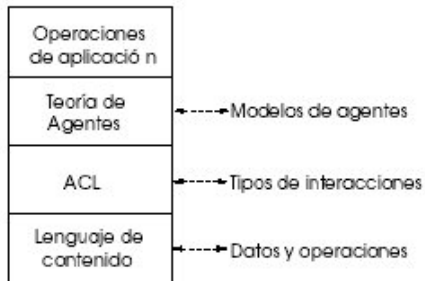 Operaciones
de aplicació n
Teoría de
Agentes
Modelos de agentes
ACL
Tipos de interacciones
Lenguaje de
contenido
Datos y operaciones